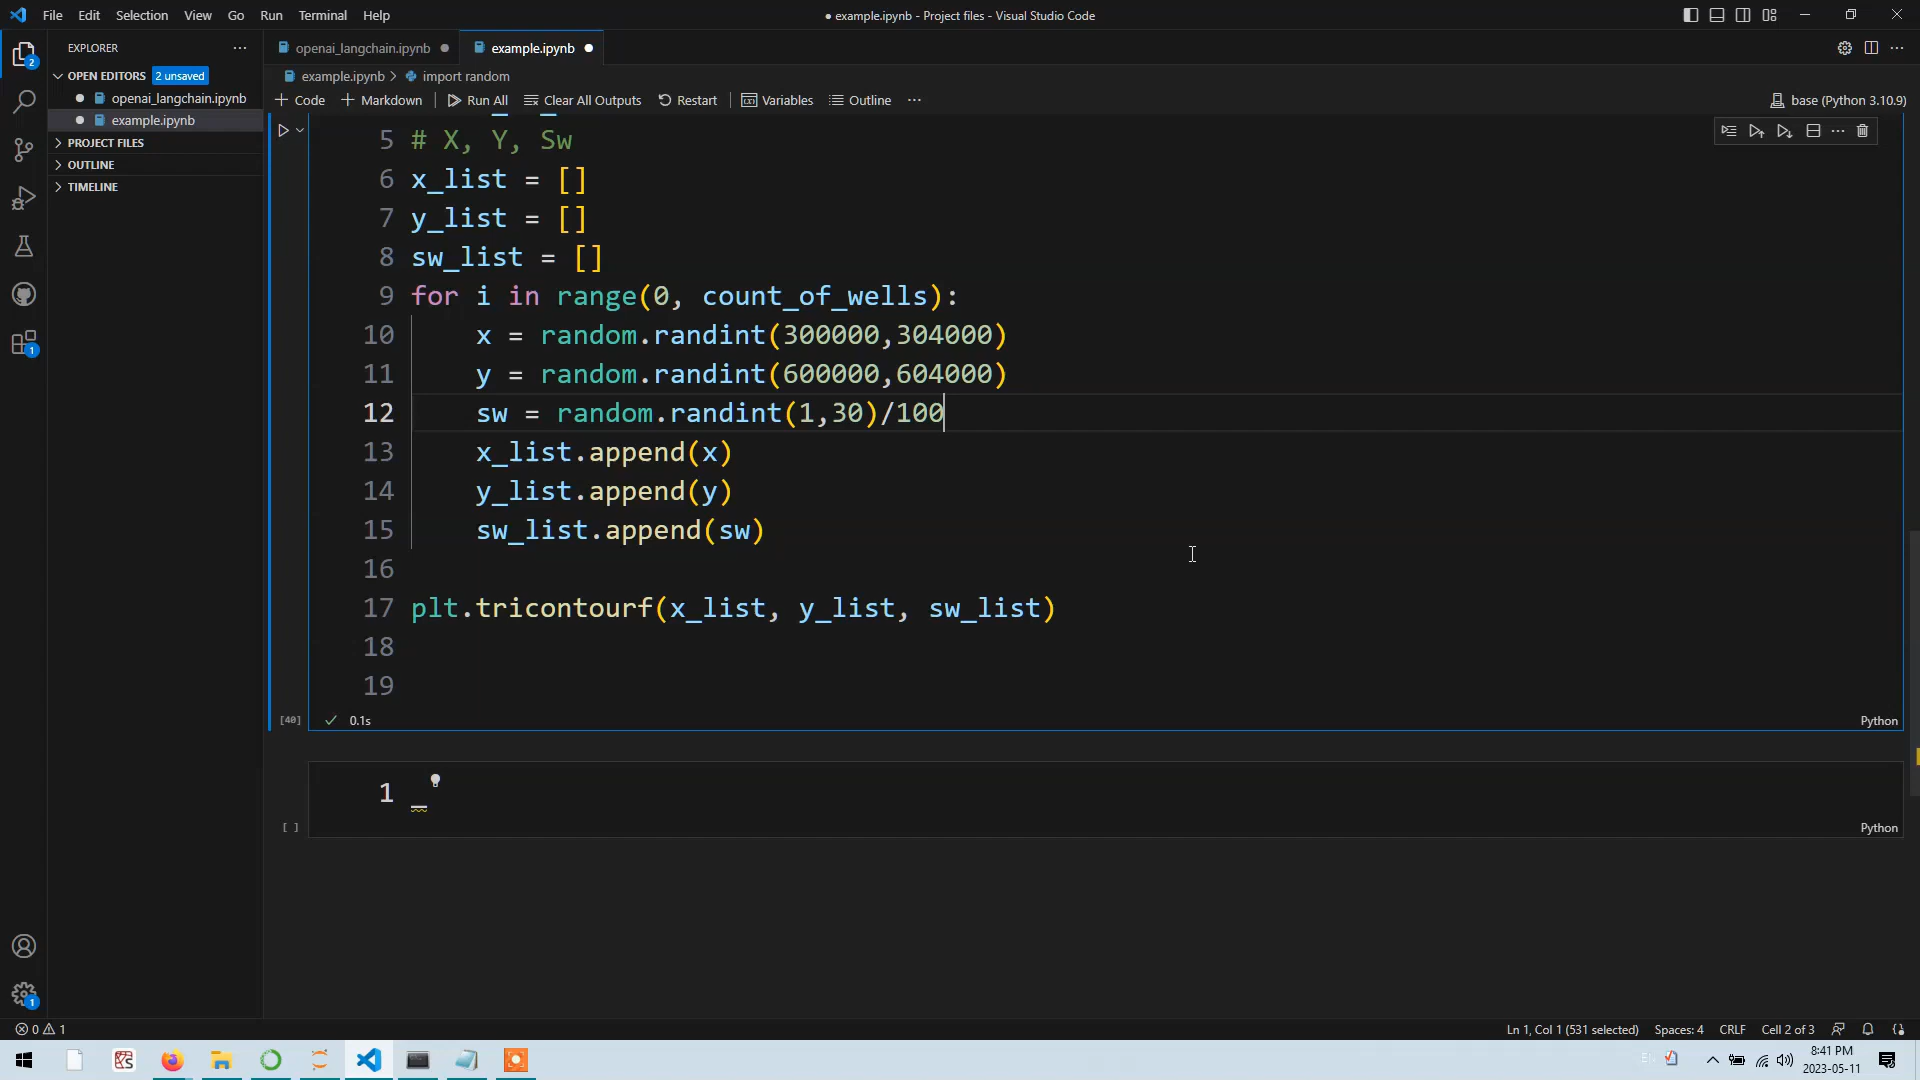 File Edit Selection View Go Run Terminal Help
● example.ipynb - Project files - Visual Studio Code
EXPLORER
openai_langchain.ipynb
example.ipynb
OPEN EDITORS 2 unsaved
example.ipynb > import random
openai_langchain.ipynb
+ Code + Markdown Run All Clear All Outputs Restart Variables Outline ...
base (Python 3.10.9)
example.ipynb
PROJECT FILES
OUTLINE
TIMELINE
5 # X, Y, Sw
6 x_list = []
7 y_list = []
8 sw_list = []
9 for i in range(0, count_of_wells):
10 x = random.randint(300000,304000)
11 y = random.randint(600000,604000)
12 sw = random.randint(1,30)/100
13 x_list.append(x)
14 y_list.append(y)
15 sw_list.append(sw)
16
17 plt.tricontourf(x_list, y_list, sw_list)
18
19
[40] ✓ 0.1s
Python
1 _
[ ]
Python
2
1
1
0 1
Ln 1, Col 1 (531 selected) Spaces: 4 CRLF Cell 2 of 3
8:41 PM
2023-05-11